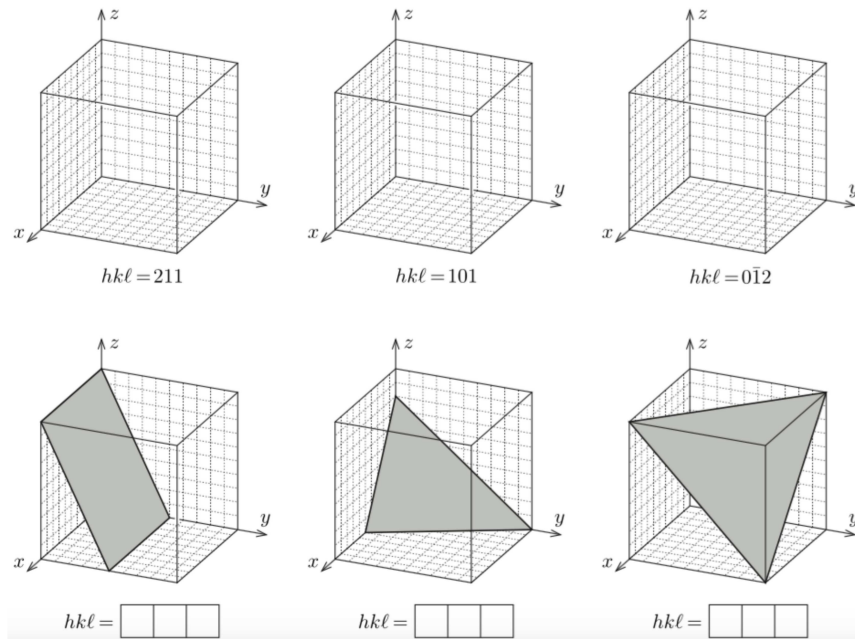 z z z
y y y
x x x
hkℓ = 211 hkℓ = 101 hkℓ = 01̄2
z z z
y y y
x x x
hkℓ = hkℓ = hkℓ =